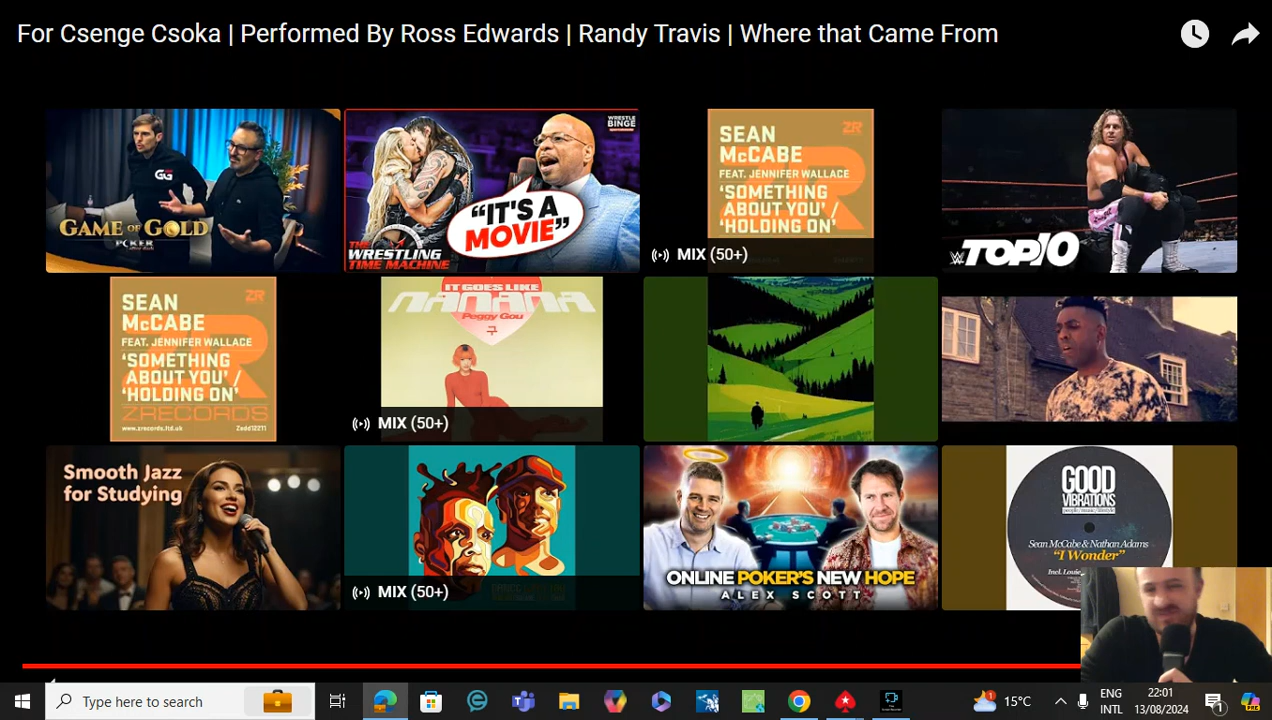 For Csenge Csoka | Performed By Ross Edwards | Randy Travis | Where that Came From
GG
GAME OF GOLD
POKER
WRESTLE
BINGE
"IT'S A
MOVIE"
THE
WRESTLING
TIME MACHINE
ZR
SEAN
McCABE
FEAT. JENNIFER WALLACE
'SOMETHING
ABOUT YOU' /
'HOLDING ON'
MIX (50+)
W TOP 10
ZR
SEAN
McCABE
FEAT. JENNIFER WALLACE
'SOMETHING
ABOUT YOU' /
'HOLDING ON'
ZRECORDS
www.zrecords.ltd.uk Zedd12211
IT GOES LIKE
NANANA
Peggy Gou
구
MIX (50+)
Smooth Jazz
for Studying
MIX (50+)
ONLINE POKER'S NEW HOPE
ALEX SCOTT
GOOD
VIBRATIONS
Sean McCabe & Nathan Adams
"I Wonder"
Type here to search
15°C
ENG
INTL
22:01
13/08/2024
1
1
PRE